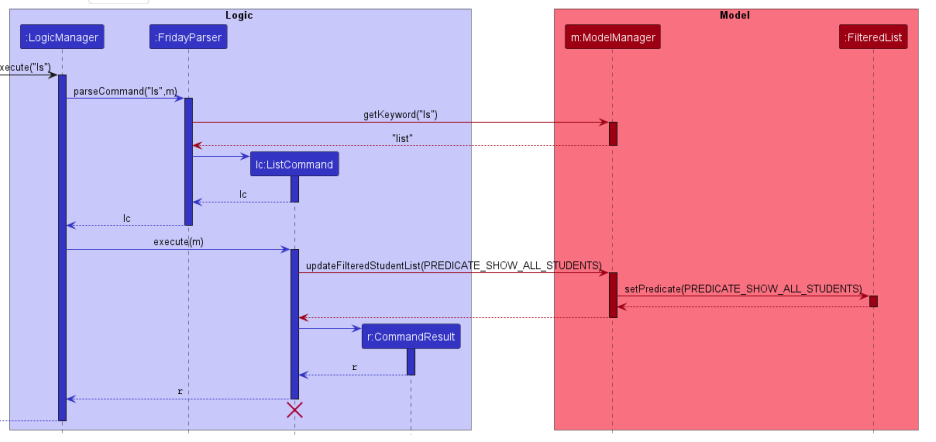 Logic
Model
:LogicManager
:FridayParser
m:ModelManager
:FilteredList
xecute("ls")
parseCommand("ls",m)
getKeyword("ls")
"list"
lc:ListCommand
lc
lc
execute(m)
updateFilteredStudentList(PREDICATE_SHOW_ALL_STUDENTS)
setPredicate(PREDICATE_SHOW_ALL_STUDENTS)
r:CommandResult
r
r